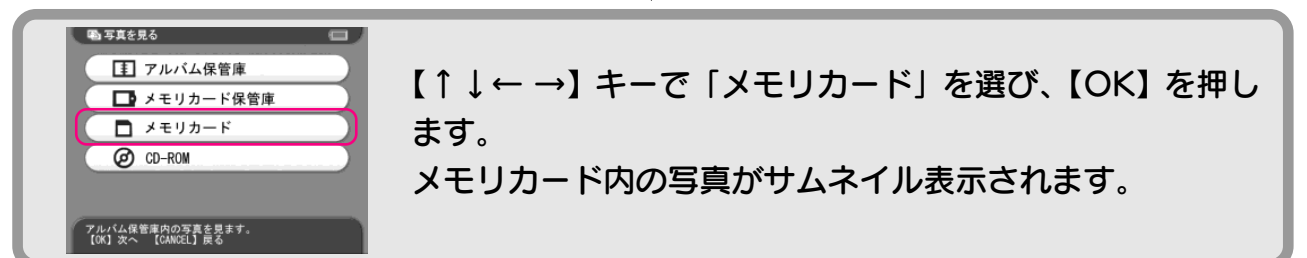 写真を見る
アルバム保管庫
メモリカード保管庫
メモリカード
CD-ROM
アルバム保管庫内の写真を見ます。
【OK】次へ 【CANCEL】戻る
【↑↓← →】キーで「メモリカード」を選び、【OK】を押し
ます。
メモリカード内の写真がサムネイル表示されます。